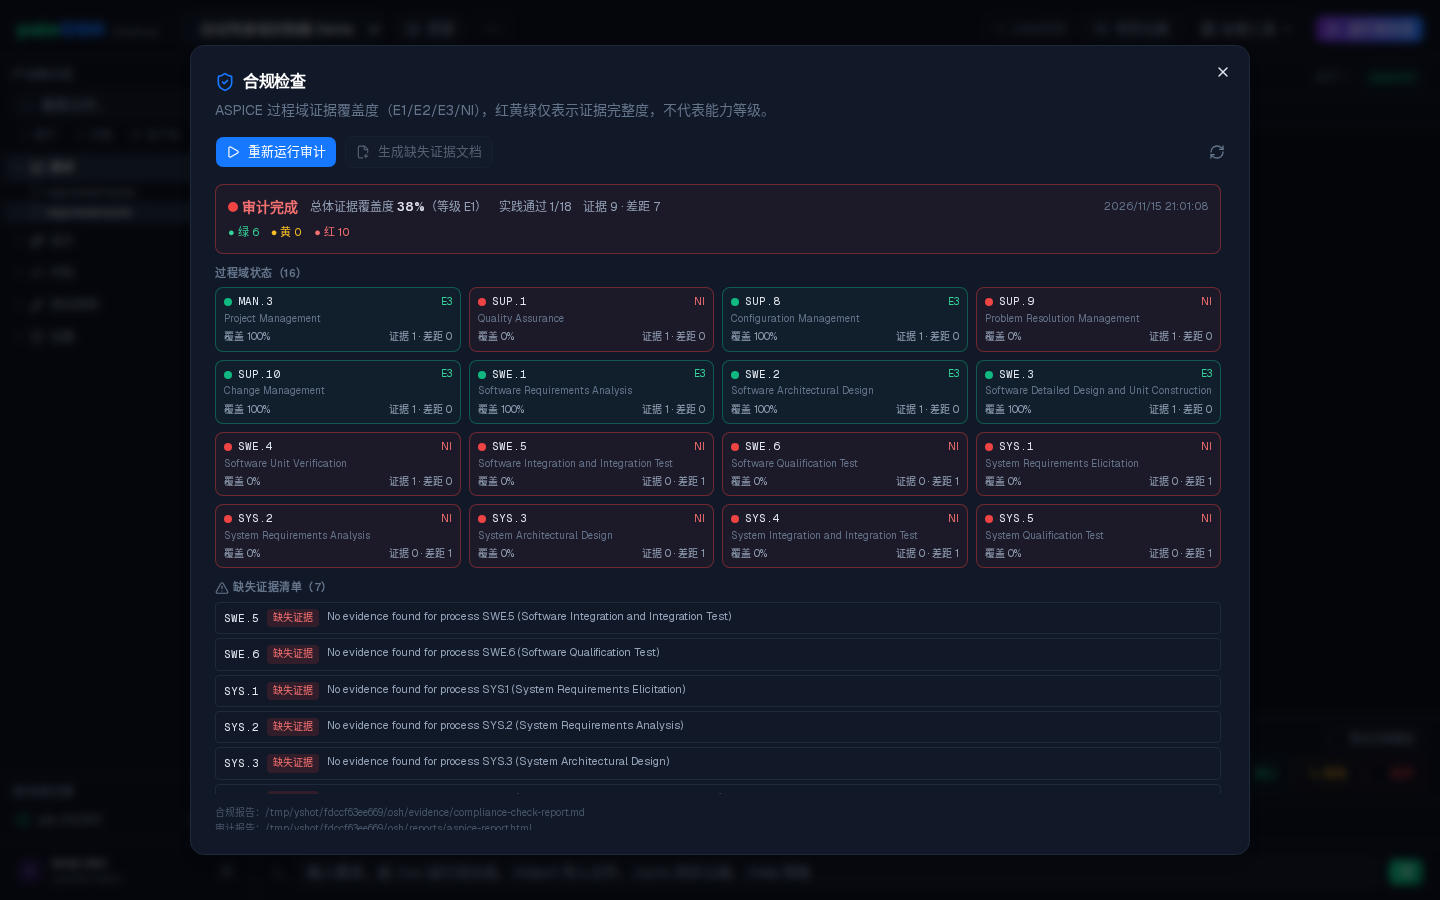 合规检查
ASPICE 过程域证据覆盖度（E1/E2/E3/NI），红黄绿仅表示证据完整度，不代表能力等级。
重新运行审计 生成缺失证据文档
审计完成 总体证据覆盖度 38%（等级 E1） 实践通过 1/18 证据 9 · 差距 7 2026/11/15 21:01:08
● 绿 6 ● 黄 0 ● 红 10
过程域状态（16）
MAN.3 E3 SUP.1 NI SUP.8 E3 SUP.9 NI
Project Management Quality Assurance Configuration Management Problem Resolution Management
覆盖 100% 证据 1 · 差距 0 覆盖 0% 证据 1 · 差距 0 覆盖 100% 证据 1 · 差距 0 覆盖 0% 证据 1 · 差距 0
SUP.10 E3 SWE.1 E3 SWE.2 E3 SWE.3 E3
Change Management Software Requirements Analysis Software Architectural Design Software Detailed Design and Unit Construction
覆盖 100% 证据 1 · 差距 0 覆盖 100% 证据 1 · 差距 0 覆盖 100% 证据 1 · 差距 0 覆盖 100% 证据 1 · 差距 0
SWE.4 NI SWE.5 NI SWE.6 NI SYS.1 NI
Software Unit Verification Software Integration and Integration Test Software Qualification Test System Requirements Elicitation
覆盖 0% 证据 1 · 差距 0 覆盖 0% 证据 0 · 差距 1 覆盖 0% 证据 0 · 差距 1 覆盖 0% 证据 0 · 差距 1
SYS.2 NI SYS.3 NI SYS.4 NI SYS.5 NI
System Requirements Analysis System Architectural Design System Integration and Integration Test System Qualification Test
覆盖 0% 证据 0 · 差距 1 覆盖 0% 证据 0 · 差距 1 覆盖 0% 证据 0 · 差距 1 覆盖 0% 证据 0 · 差距 1
缺失证据清单（7）
SWE.5 缺失证据 No evidence found for process SWE.5 (Software Integration and Integration Test)
SWE.6 缺失证据 No evidence found for process SWE.6 (Software Qualification Test)
SYS.1 缺失证据 No evidence found for process SYS.1 (System Requirements Elicitation)
SYS.2 缺失证据 No evidence found for process SYS.2 (System Requirements Analysis)
SYS.3 缺失证据 No evidence found for process SYS.3 (System Architectural Design)
合规报告：/tmp/yshot/fdccf63ee669/.osh/evidence/compliance-check-report.md
审计报告：/tmp/yshot/fdccf63ee669/.osh/reports/aspice-report.html